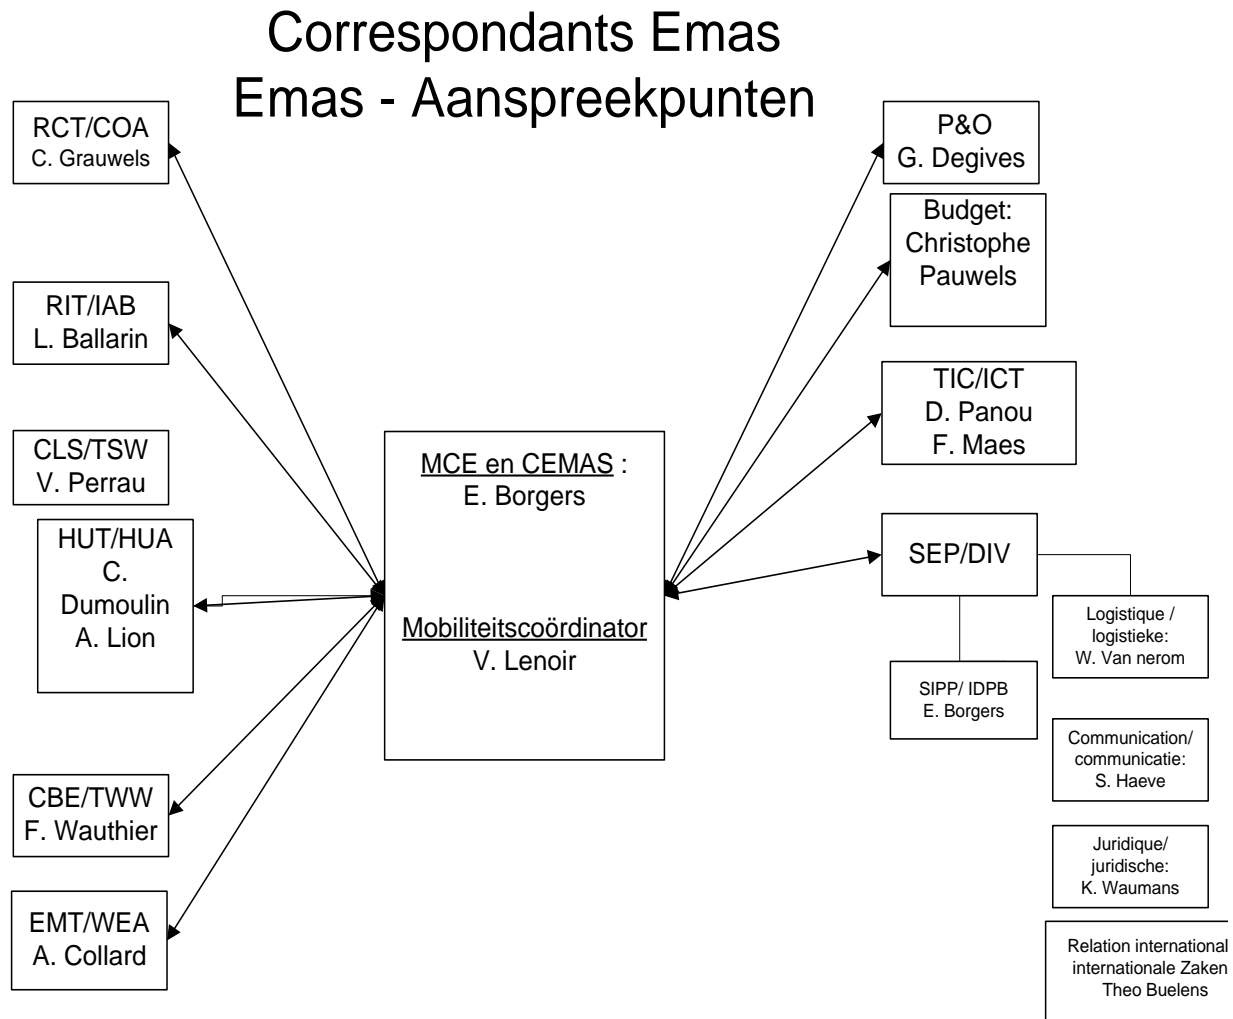 Correspondants Emas
Emas - Aanspreekpunten
RCT/COA
C. Grauwels
RIT/IAB
L. Ballarin
CLS/TSW
V. Perrau
HUT/HUA
C.
Dumoulin
A. Lion
CBE/TWW
F. Wauthier
EMT/WEA
A. Collard
MCE en CEMAS :
E. Borgers
Mobiliteitscoördinator
V. Lenoir
P&O
G. Degives
Budget:
Christophe
Pauwels
TIC/ICT
D. Panou
F. Maes
SEP/DIV
SIPP/ IDPB
E. Borgers
Logistique /
logistieke:
W. Van nerom
Communication/
communicatie:
S. Haeve
Juridique/
juridische:
K. Waumans
Relation international
internationale Zaken
Theo Buelens